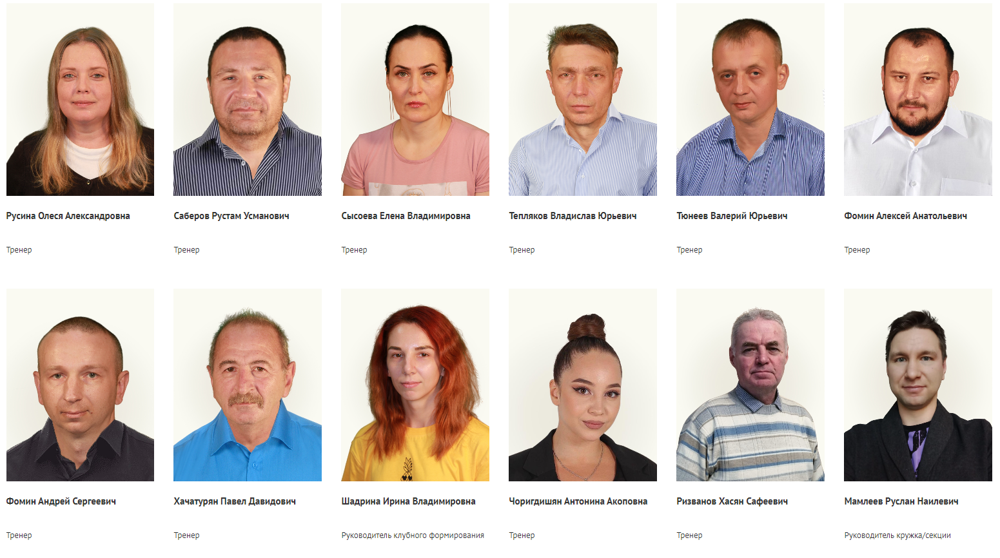 Русина Олеся Александровна
Саберов Рустам Усманович
Сысоева Елена Владимировна
Тепляков Владислав Юрьевич
Тюнеев Валерий Юрьевич
Фомин Алексей Анатольевич
Тренер
Тренер
Тренер
Тренер
Тренер
Тренер
Фомин Андрей Сергеевич
Хачатурян Павел Давидович
Шадрина Ирина Владимировна
Чоригдишян Антонина Акоповна
Ризванов Хасян Сафеевич
Мамлеев Руслан Наилевич
Тренер
Тренер
Руководитель клубного формирования
Тренер
Тренер
Руководитель кружка/секции